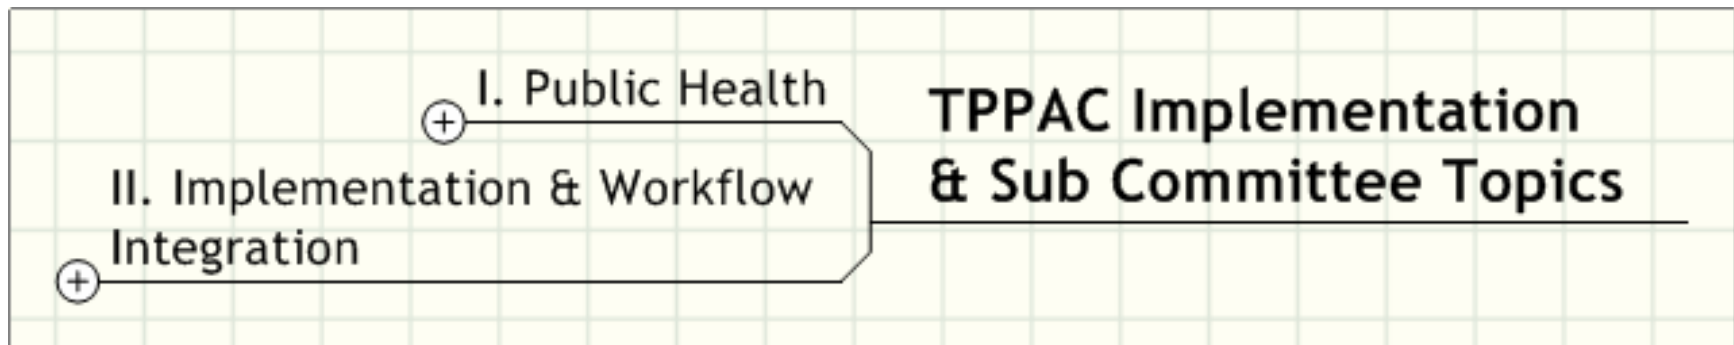 I. Public Health
II. Implementation & Workflow
Integration
TPPAC Implementation
& Sub Committee Topics